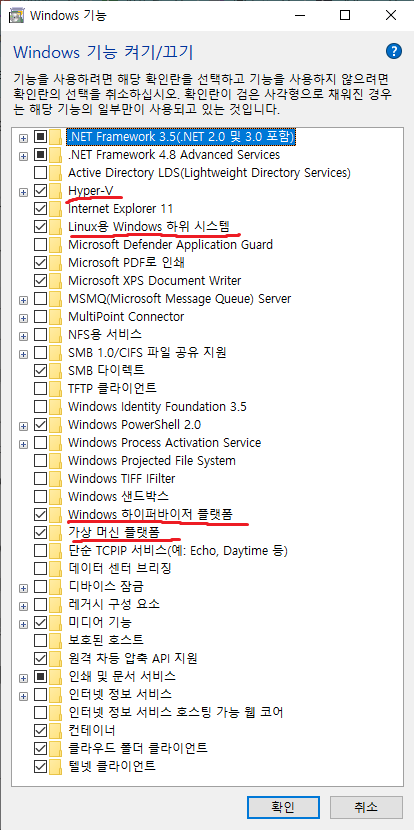 Windows 기능
Windows 기능 켜기/끄기
기능을 사용하려면 해당 확인란을 선택하고 기능을 사용하지 않으려면
확인란의 선택을 취소하십시오. 확인란이 검은 사각형으로 채워진 경우
는 해당 기능의 일부만이 사용되고 있는 것입니다.
.NET Framework 3.5(.NET 2.0 및 3.0 포함)
.NET Framework 4.8 Advanced Services
Active Directory LDS(Lightweight Directory Services)
Hyper-V
Internet Explorer 11
Linux용 Windows 하위 시스템
Microsoft Defender Application Guard
Microsoft PDF로 인쇄
Microsoft XPS Document Writer
MSMQ(Microsoft Message Queue) Server
MultiPoint Connector
NFS용 서비스
SMB 1.0/CIFS 파일 공유 지원
SMB 다이렉트
TFTP 클라이언트
Windows Identity Foundation 3.5
Windows PowerShell 2.0
Windows Process Activation Service
Windows Projected File System
Windows TIFF IFilter
Windows 샌드박스
Windows 하이퍼바이저 플랫폼
가상 머신 플랫폼
단순 TCPIP 서비스(예: Echo, Daytime 등)
데이터 센터 브리징
디바이스 잠금
레거시 구성 요소
미디어 기능
보호된 호스트
원격 차등 압축 API 지원
인쇄 및 문서 서비스
인터넷 정보 서비스
인터넷 정보 서비스 호스팅 가능 웹 코어
컨테이너
클라우드 폴더 클라이언트
텔넷 클라이언트
확인 취소